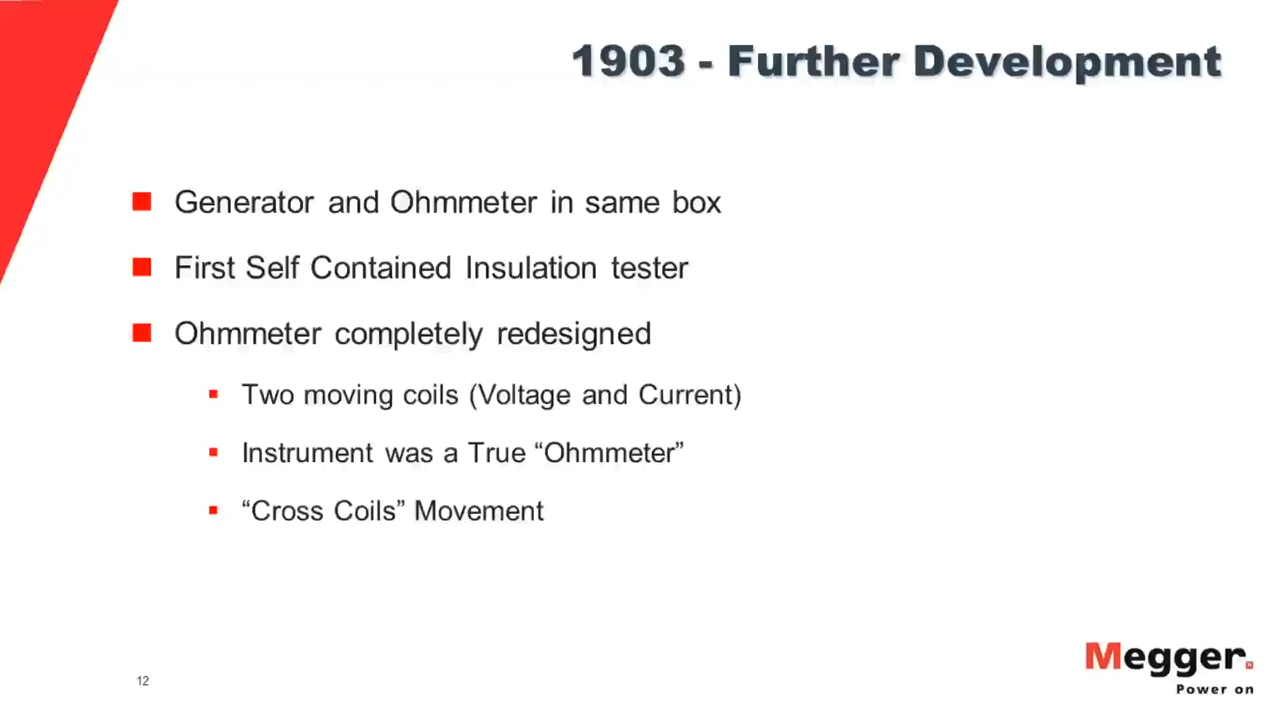 1903 - Further Development
Generator and Ohmmeter in same box
First Self Contained Insulation tester
Ohmmeter completely redesigned
Two moving coils (Voltage and Current)
Instrument was a True “Ohmmeter”
“Cross Coils” Movement
Megger.
Power on
12